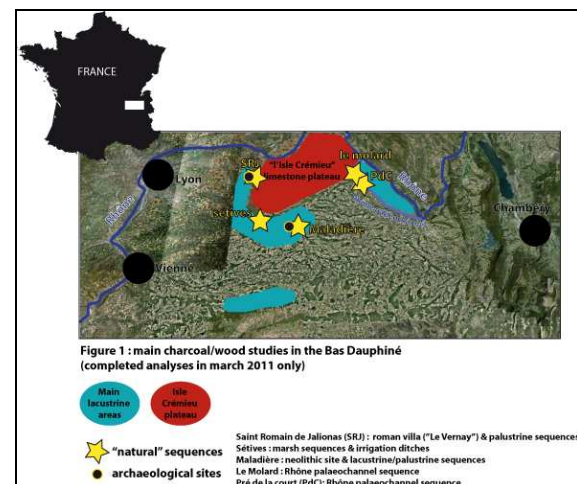 FRANCE
SRJ
"l'Isle Crémieu"
limestone plateau
le molard
PdC
Rhône
Lyon
Rhône
Sétives
Maladière
Chambéry
Vienne
Figure 1 : main charcoal/wood studies in the Bas Dauphiné
(completed analyses in march 2011 only)
Main
lacustrine
areas
Isle
Crémieu
plateau
"natural" sequences
archaeological sites
Saint Romain de Jalionas (SRJ) : roman villa ("Le Vernay") & palustrine sequences
Sétives : marsh sequences & irrigation ditches
Maladière : neolithic site & lacustrine/palustrine sequences
Le Molard : Rhône palaeochannel sequence
Pré de la court (PdC): Rhône palaeochannel sequence